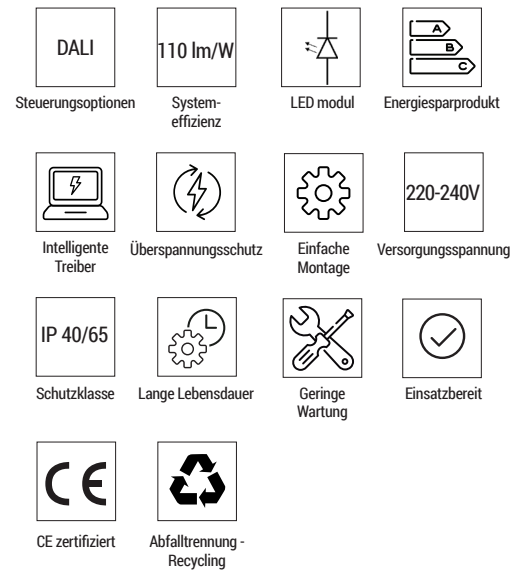 DALI
Steuerungsoptionen
110 lm/W
System-
effizienz
LED modul
A
B
C
Energiesparprodukt
Intelligente
Treiber
Überspannungsschutz
Einfache
Montage
220-240V
Versorgungsspannung
IP 40/65
Schutzklasse
Lange Lebensdauer
Geringe
Wartung
Einsatzbereit
CE
CE zertifiziert
Abfalltrennung -
Recycling